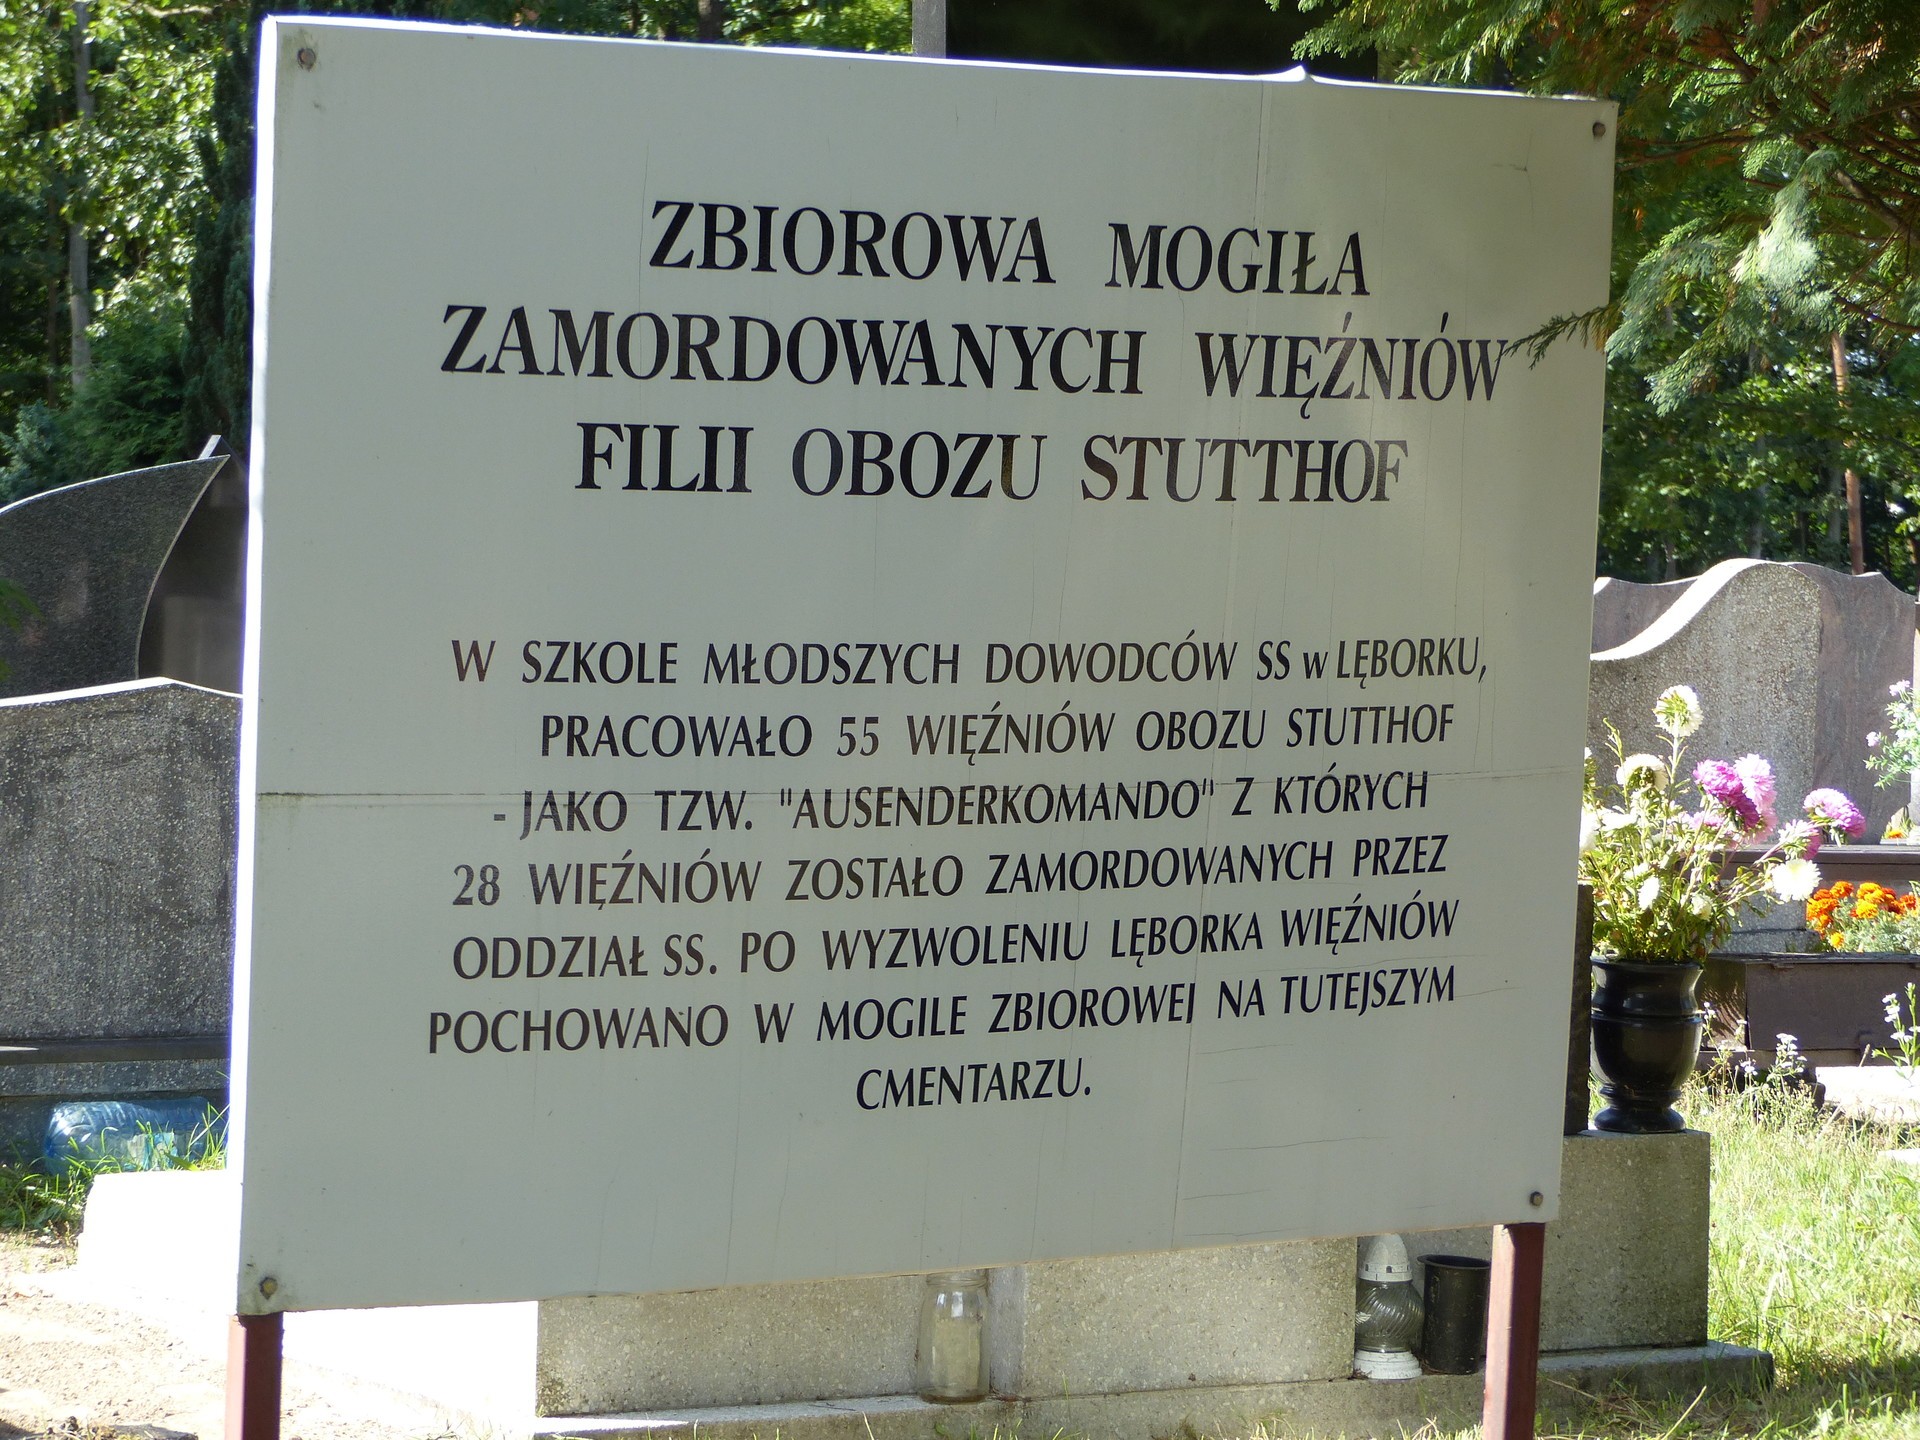 ZBIOROWA MOGIŁA
ZAMORDOWANYCH WIĘŹNIÓW
FILII OBOZU STUTTHOF
W SZKOLE MŁODSZYCH DOWODCÓW SS w LĘBORKU,
PRACOWAŁO 55 WIĘŹNIÓW OBOZU STUTTHOF
- JAKO TZW. "AUSENDERKOMANDO" Z KTÓRYCH
28 WIĘŹNIÓW ZOSTAŁO ZAMORDOWANYCH PRZEZ
ODDZIAŁ SS. PO WYZWOLENIU LĘBORKA WIĘŹNIÓW
POCHOWANO W MOGILE ZBIOROWEJ NA TUTEJSZYM
CMENTARZU.